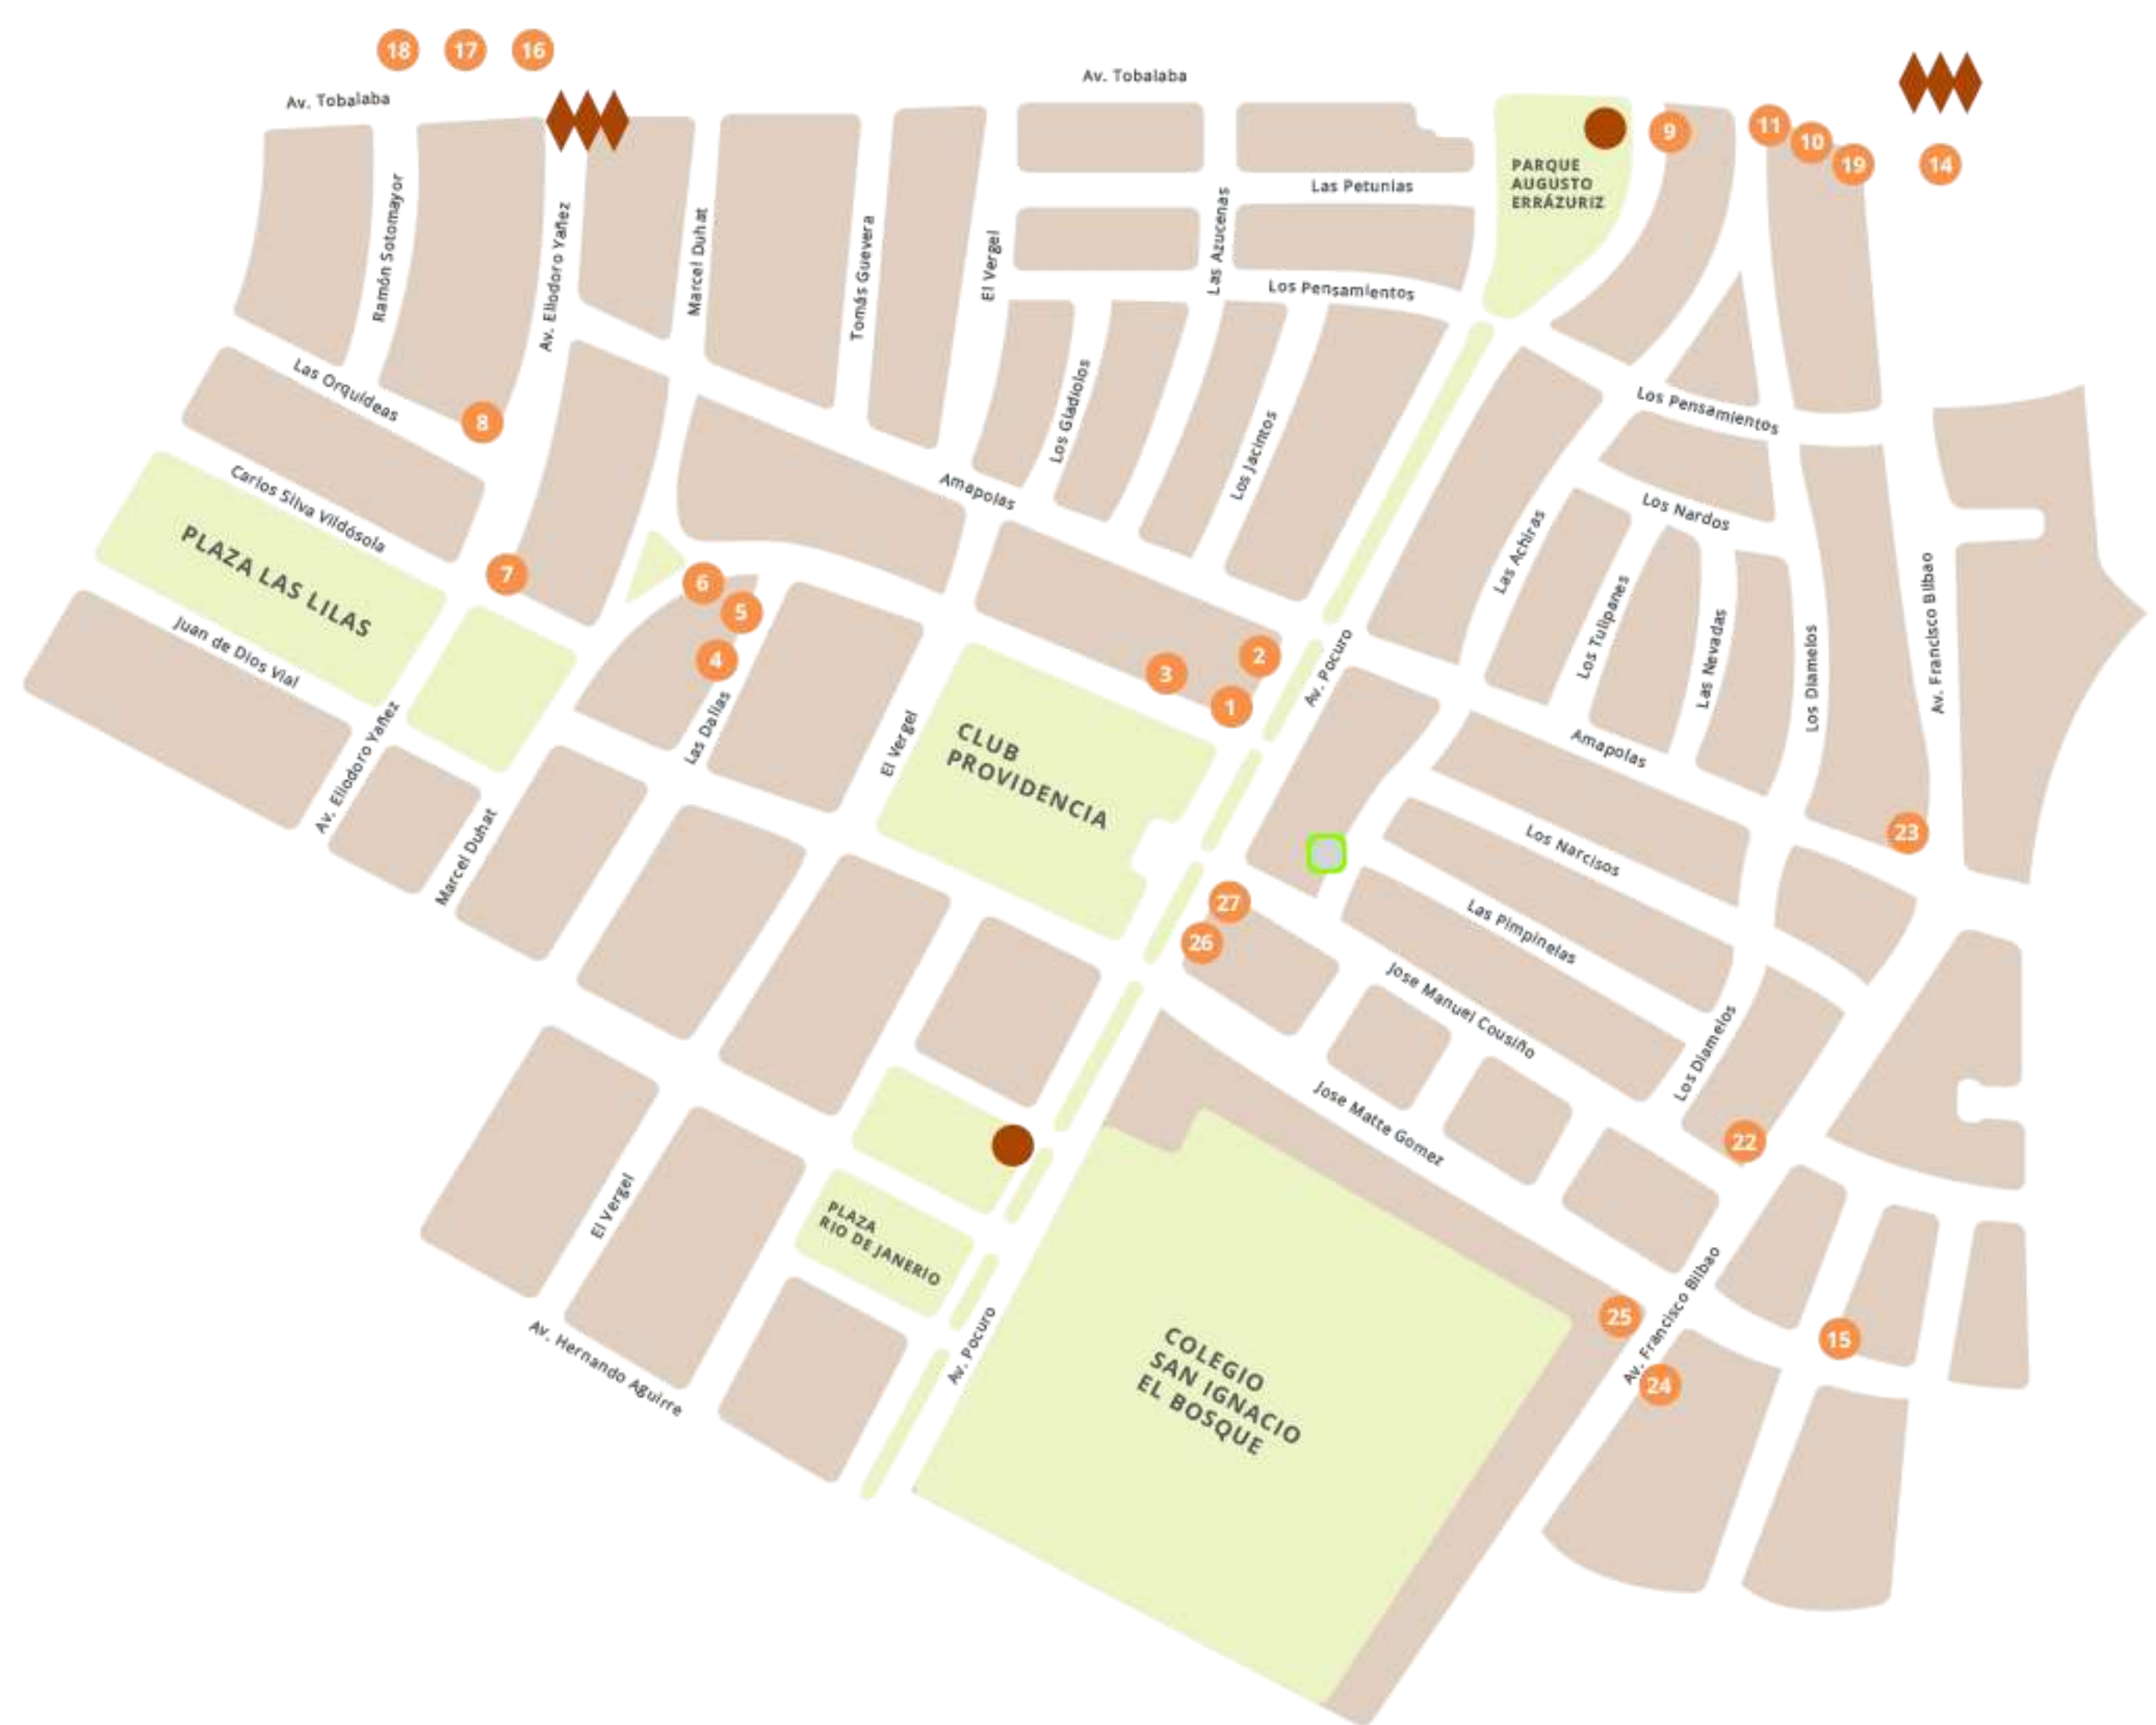 18
17
16
Av. Tobalaba
Av. Tobalaba
9
11
10
19
14
PARQUE
AUGUSTO
ERRÁZURIZ
Las Petunias
Ramón Sotomayor
Av. Eliodoro Yañez
Marcel Duhat
Tomás Guevera
El Vergel
Las Azucenas
Los Pensamientos
Las Orquídeas
8
Los Gladiolos
Los Jacintos
Los Pensamientos
Carlos Silva Vildósola
Amapolas
Los Nardos
Las Achiras
PLAZA LAS LILAS
7
6
5
4
Los Tulipanes
Las Nevadas
Los Diamelos
Av. Francisco Bilbao
Juan de Dios Vial
3
2
1
Av. Pocuro
Las Dalias
El Vergel
CLUB
PROVIDENCIA
Amapolas
Av. Eliodoro Yañez
Marcel Duhat
Los Narcisos
23
27
26
Las Pimpinelas
Jose Manuel Cousiño
Los Diamelos
Jose Matte Gomez
22
El Vergel
PLAZA
RIO DE JANERIO
Av. Hernando Aguirre
Av. Pocuro
COLEGIO
SAN IGNACIO
EL BOSQUE
Av. Francisco Bilbao
25
15
24